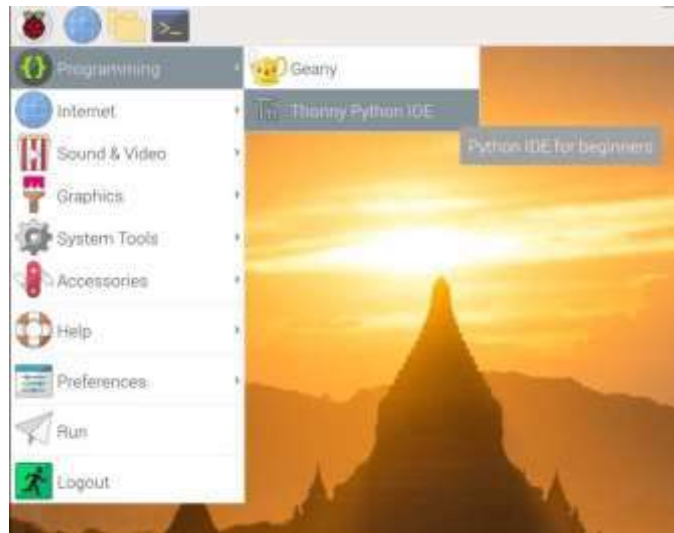 Programming
Geany
Internet
Thonny Python IDE
Python IDE for beginners
Sound & Video
Graphics
System Tools
Accessories
Help
Preferences
Run
Logout